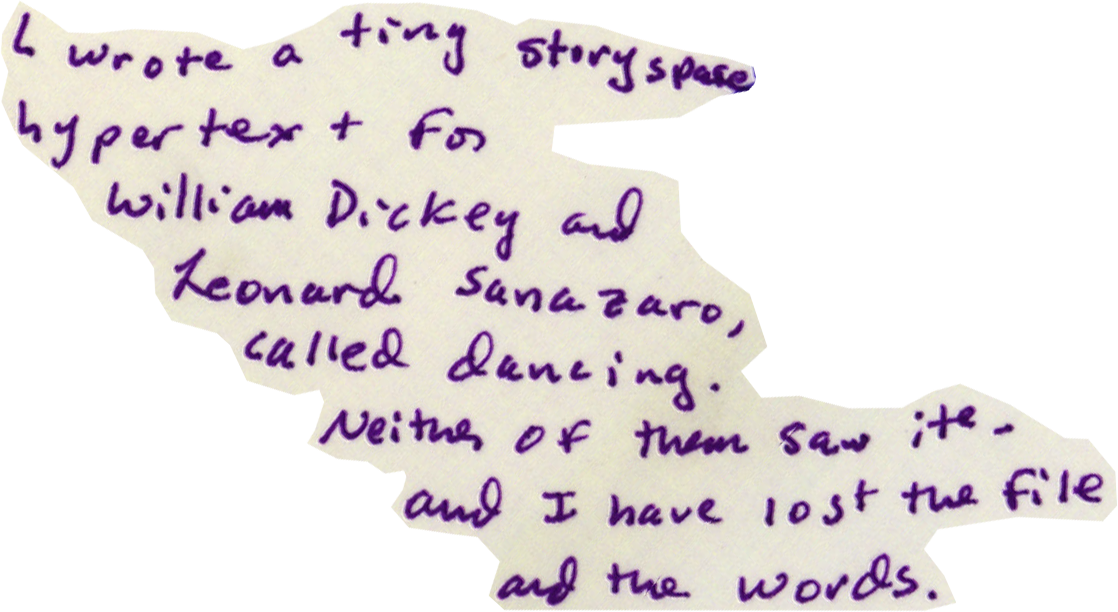 I wrote a tiny storyspace
hypertext for
William Dickey and
Leonard Sanazaro,
called dancing.
Neither of them saw ite-
and I have lost the file
and the words.